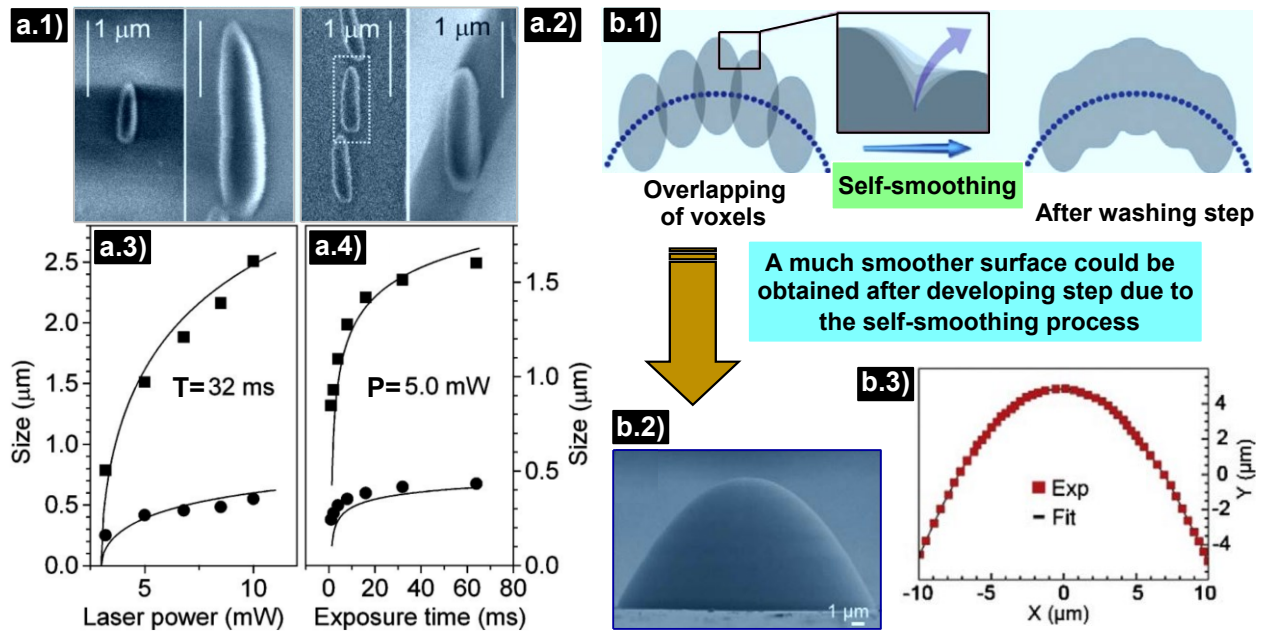 a.1)
1 μm
1 μm
1 μm
1 μm
a.2)
b.1)
Overlapping
of voxels
Self-smoothing
After washing step
A much smoother surface could be
obtained after developing step due to
the self-smoothing process
a.3)
T= 32 ms
2.5
2.0
1.5
1.0
0.5
0.0
Size (μm)
5
10
Laser power (mW)
a.4)
P= 5.0 mW
1.5
1.0
0.5
0.0
Size (μm)
0 20 40 60 80
Exposure time (ms)
b.2)
1 μm
b.3)
Exp
Fit
4
2
0
-2
-4
Y (μm)
-10 -5 0 5 10
X (μm)